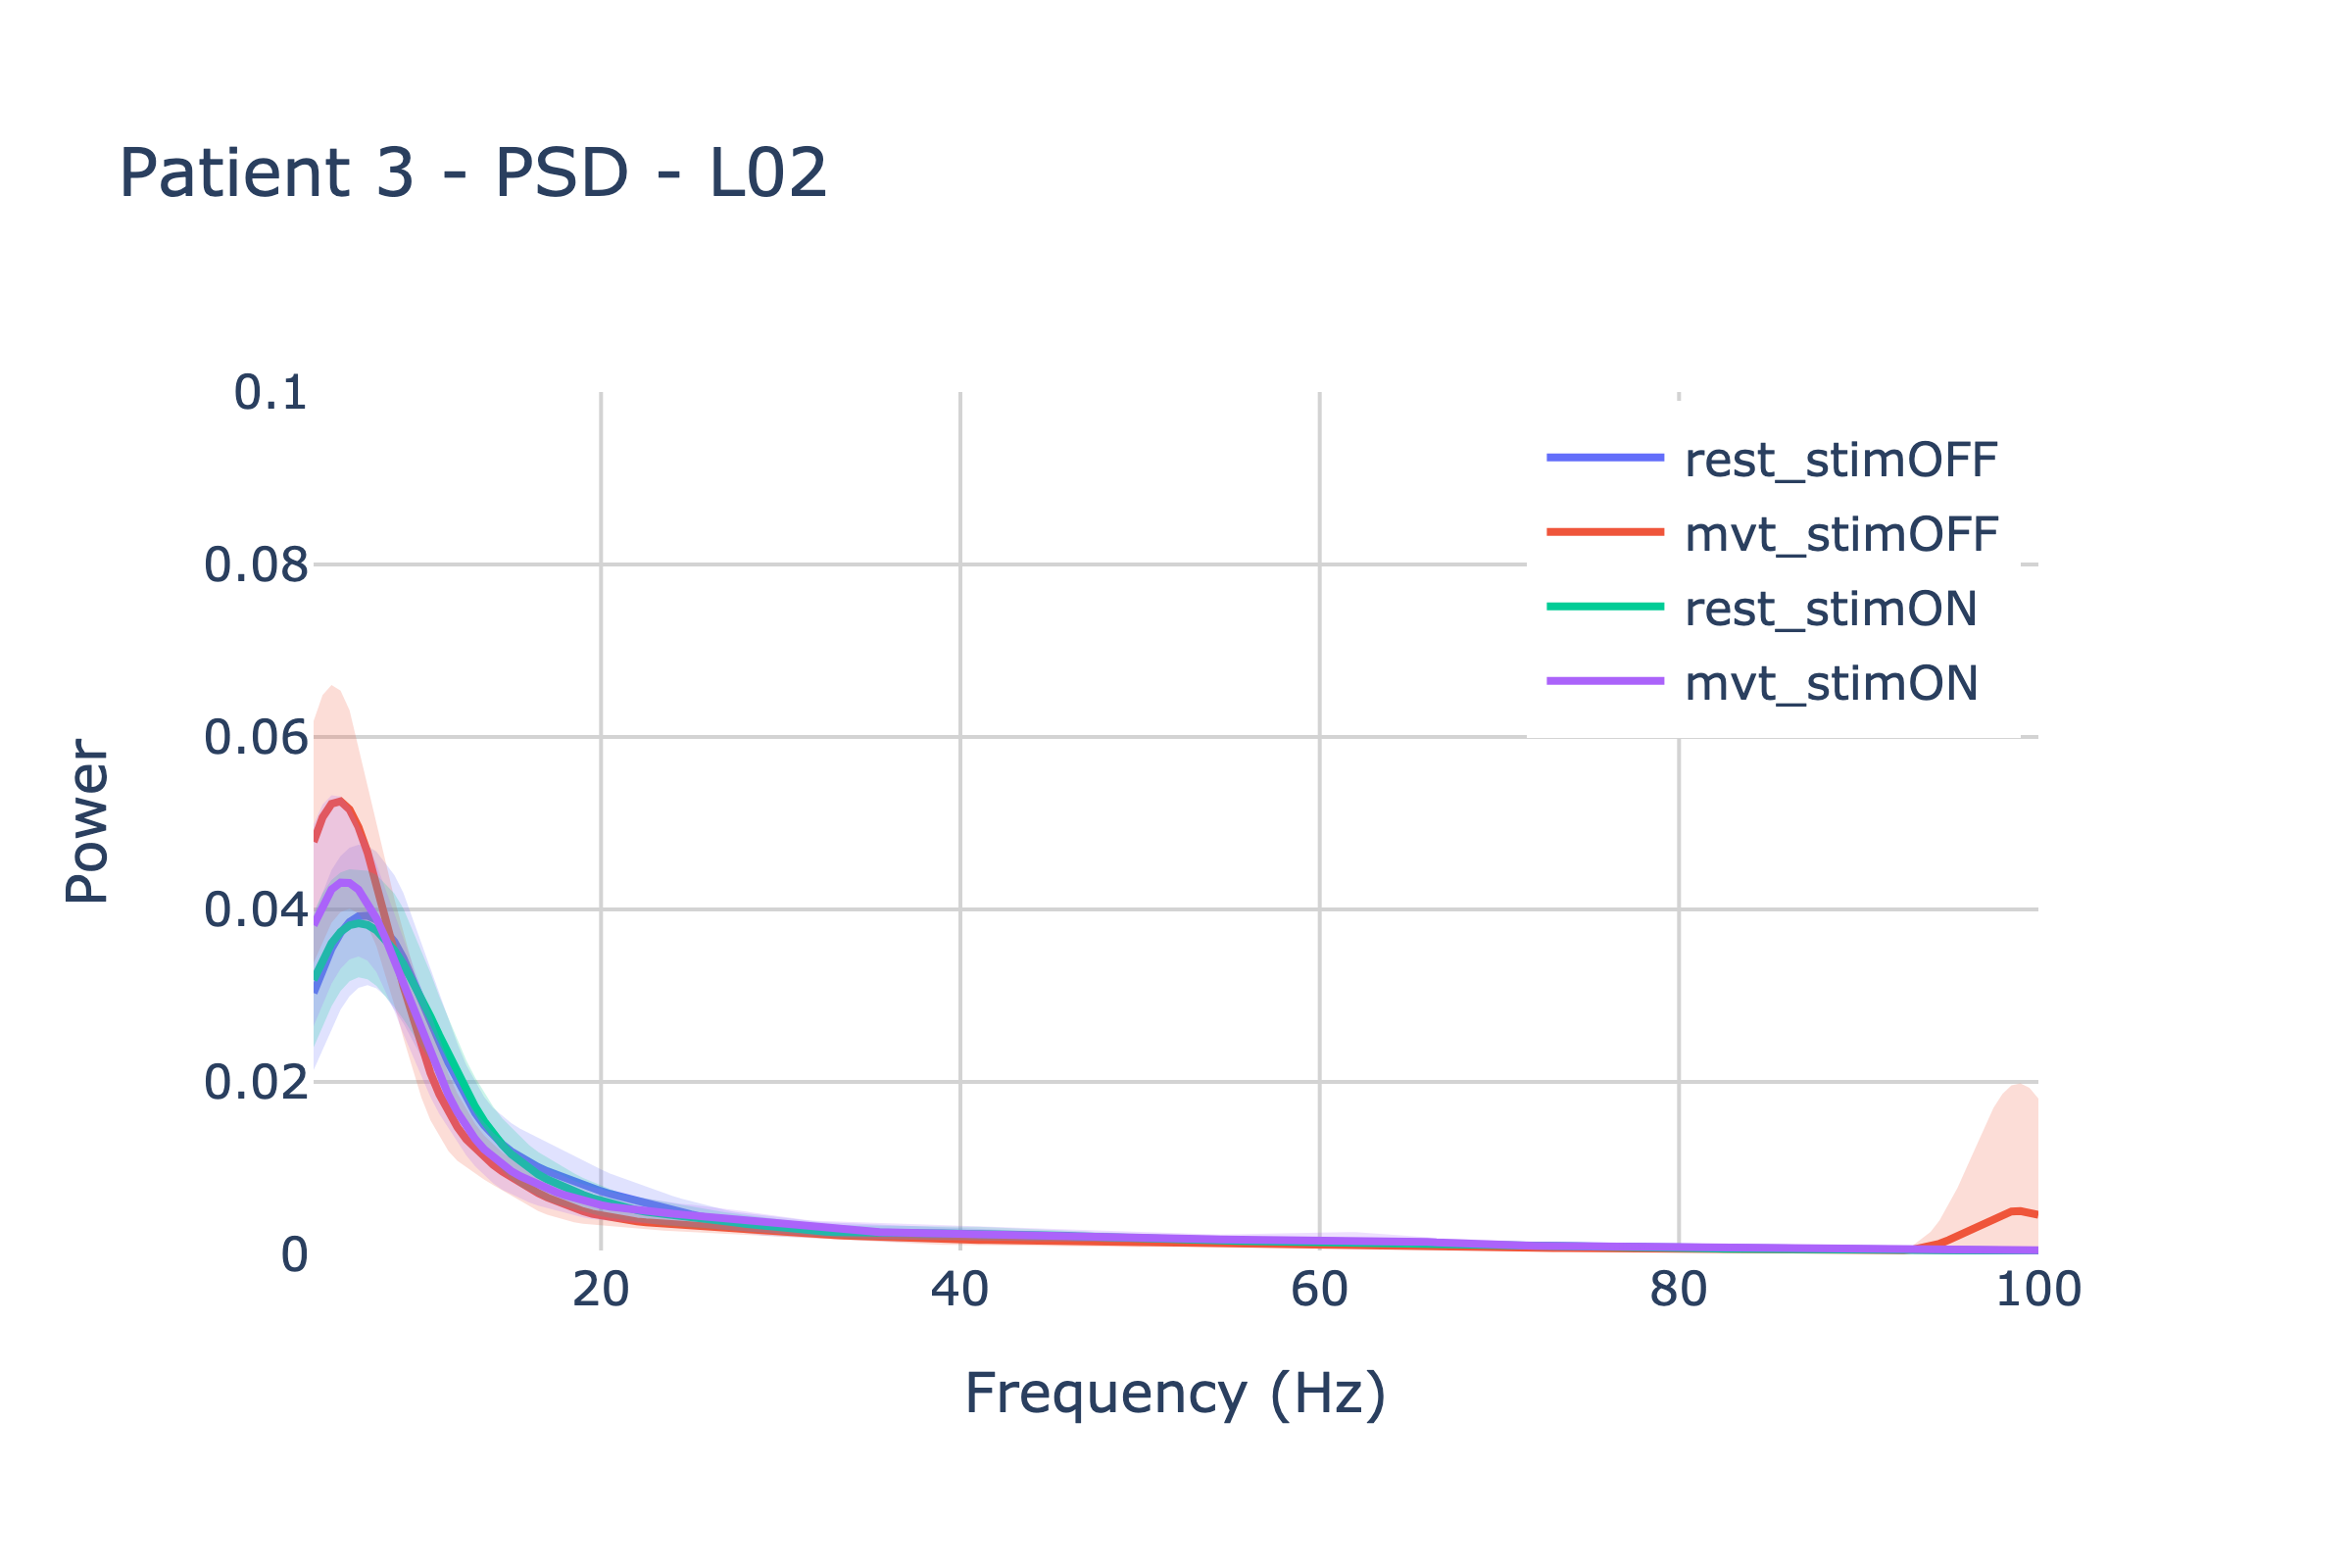 Patient 3 - PSD - L02
0.1
0.08
0.06
0.04
0.02
0
Power
20 40 60 80 100
Frequency (Hz)
rest_stimOFF
mvt_stimOFF
rest_stimON
mvt_stimON